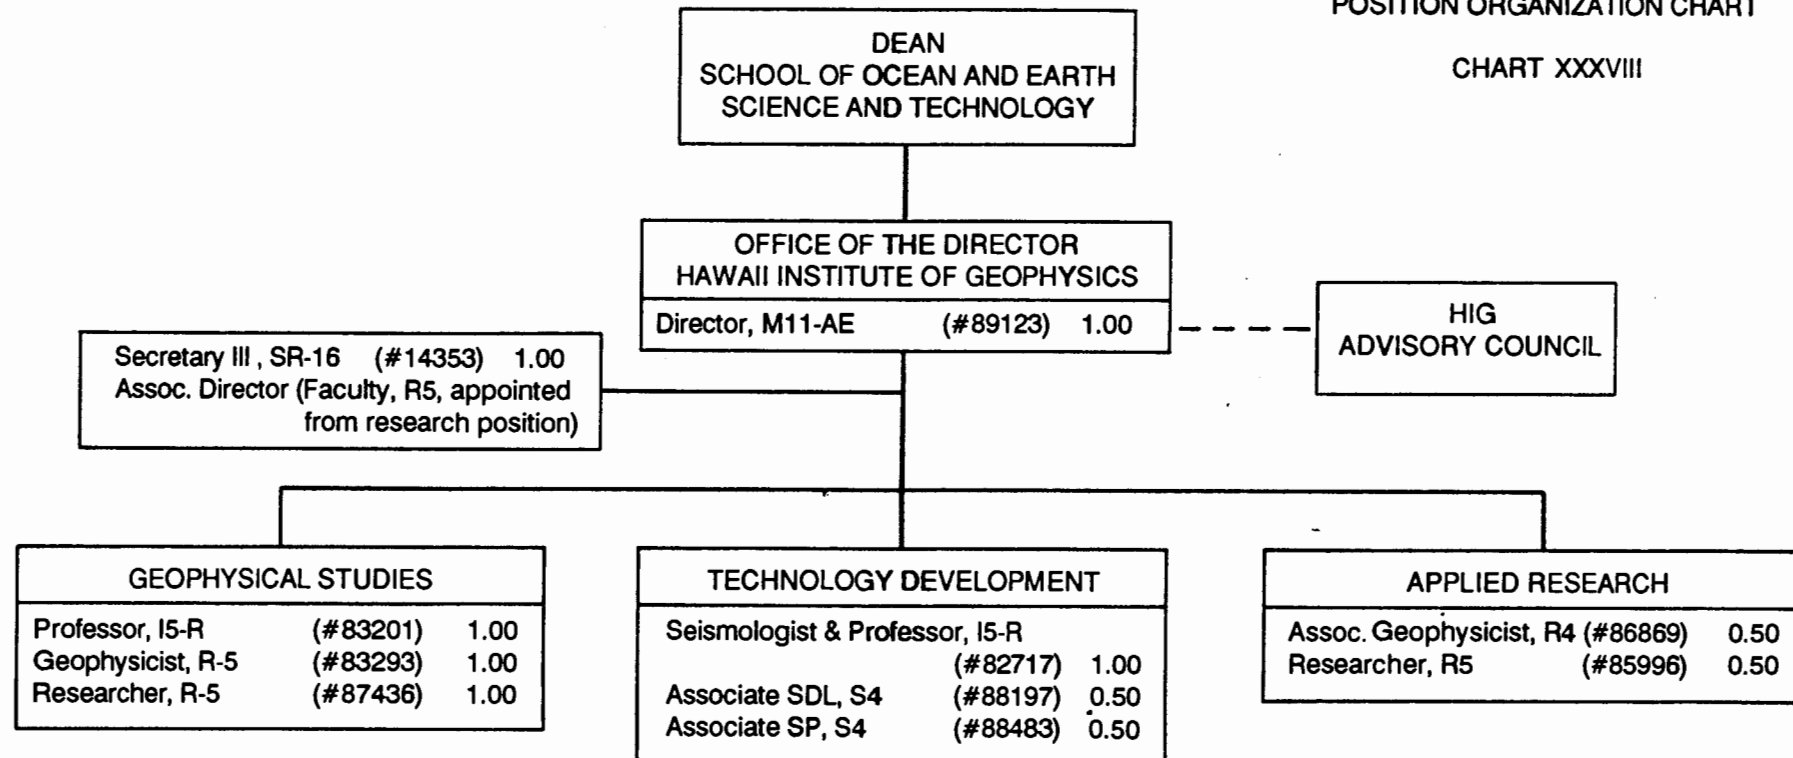 POSITION ORGANIZATION CHART
CHART XXXVIII
DEAN
SCHOOL OF OCEAN AND EARTH
SCIENCE AND TECHNOLOGY
OFFICE OF THE DIRECTOR
HAWAII INSTITUTE OF GEOPHYSICS
Director, M11-AE (#89123) 1.00
HIG
ADVISORY COUNCIL
Secretary III , SR-16 (#14353) 1.00
Assoc. Director (Faculty, R5, appointed
from research position)
GEOPHYSICAL STUDIES
Professor, I5-R (#83201) 1.00
Geophysicist, R-5 (#83293) 1.00
Researcher, R-5 (#87436) 1.00
TECHNOLOGY DEVELOPMENT
Seismologist & Professor, I5-R
(#82717) 1.00
Associate SDL, S4 (#88197) 0.50
Associate SP, S4 (#88483) 0.50
APPLIED RESEARCH
Assoc. Geophysicist, R4 (#86869) 0.50
Researcher, R5 (#85996) 0.50